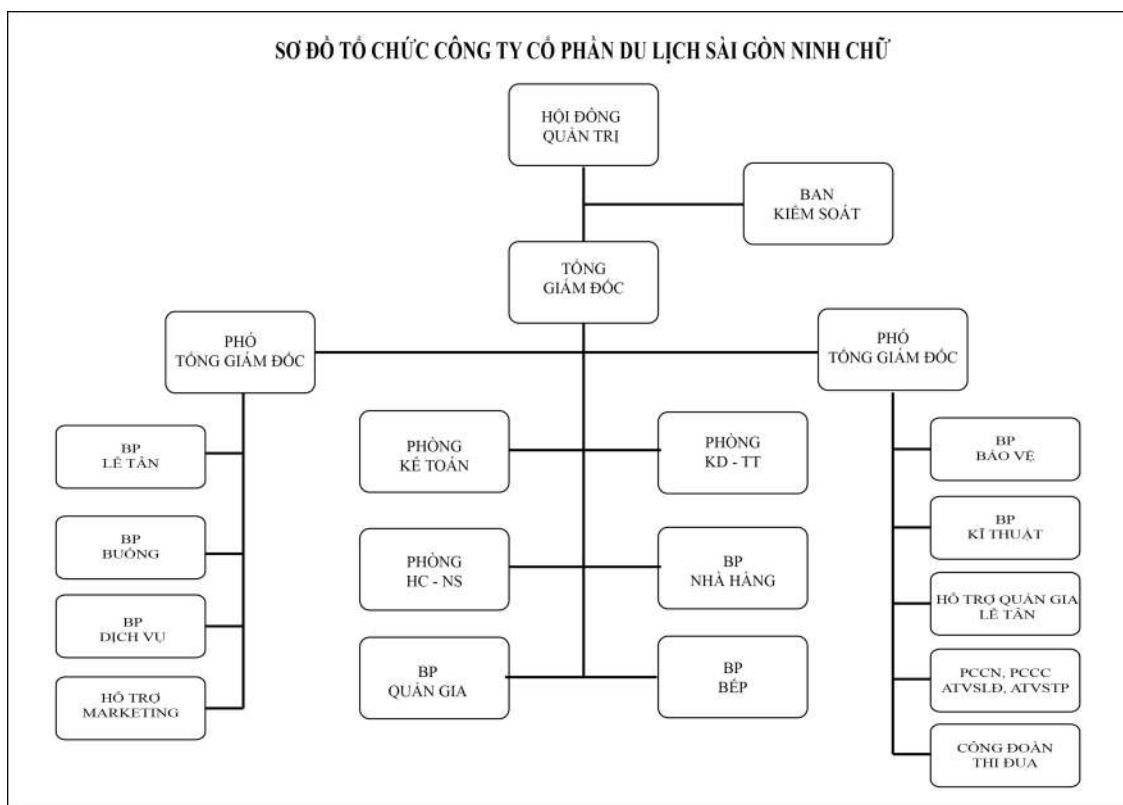 SƠ ĐỒ TỔ CHỨC CÔNG TY CỔ PHẦN DU LỊCH SÀI GÒN NINH CHỮ
HỘI ĐỒNG
QUẢN TRỊ
BAN
KIỂM SOÁT
TỔNG
GIÁM ĐỐC
PHÓ
TỔNG GIÁM ĐỐC
PHÓ
TỔNG GIÁM ĐỐC
BP
LỄ TÂN
BP
BUỒNG
BP
DỊCH VỤ
HỖ TRỢ
MARKETING
PHÒNG
KẾ TOÁN
PHÒNG
KD - TT
PHÒNG
HC - NS
BP
NHÀ HÀNG
BP
QUẢN GIA
BP
BẾP
BP
BẢO VỆ
BP
KĨ THUẬT
HỖ TRỢ QUẢN GIA
LỄ TÂN
PCCN, PCCC
ATVSLĐ, ATVSTP
CÔNG ĐOÀN
THI ĐUA